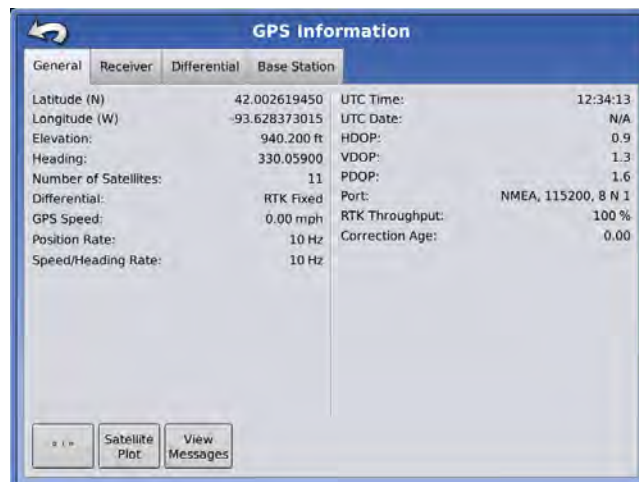 GPS Information
General Receiver Differential Base Station
Latitude (N) 42.002619450
Longitude (W) -93.628373015
Elevation: 940.200 ft
Heading: 330.05900
Number of Satellites: 11
Differential: RTK Fixed
GPS Speed: 0.00 mph
Position Rate: 10 Hz
Speed/Heading Rate: 10 Hz
UTC Time: 12:34:13
UTC Date: N/A
HDOP: 0.9
VDOP: 1.3
PDOP: 1.6
Port: NMEA, 115200, 8 N 1
RTK Throughput: 100 %
Correction Age: 0.00
Satellite
Plot
View
Messages